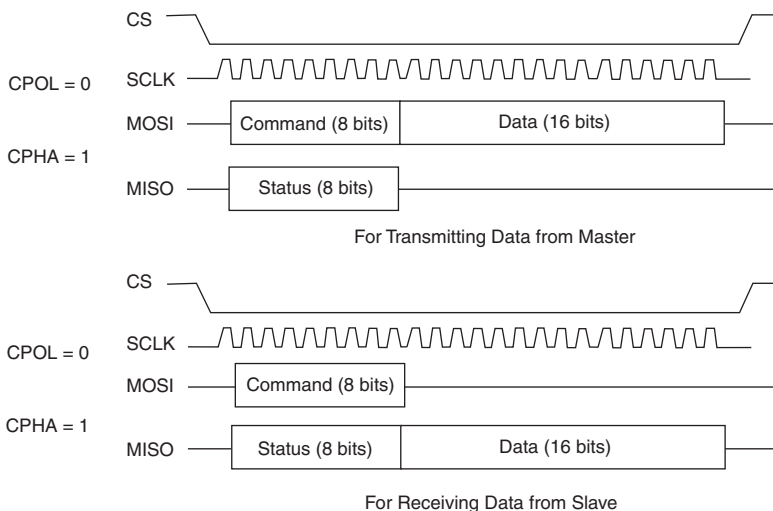 CS
CPOL = 0
SCLK
MOSI
Command (8 bits)
Data (16 bits)
CPHA = 1
MISO
Status (8 bits)
For Transmitting Data from Master
CS
CPOL = 0
SCLK
MOSI
Command (8 bits)
CPHA = 1
MISO
Status (8 bits)
Data (16 bits)
For Receiving Data from Slave